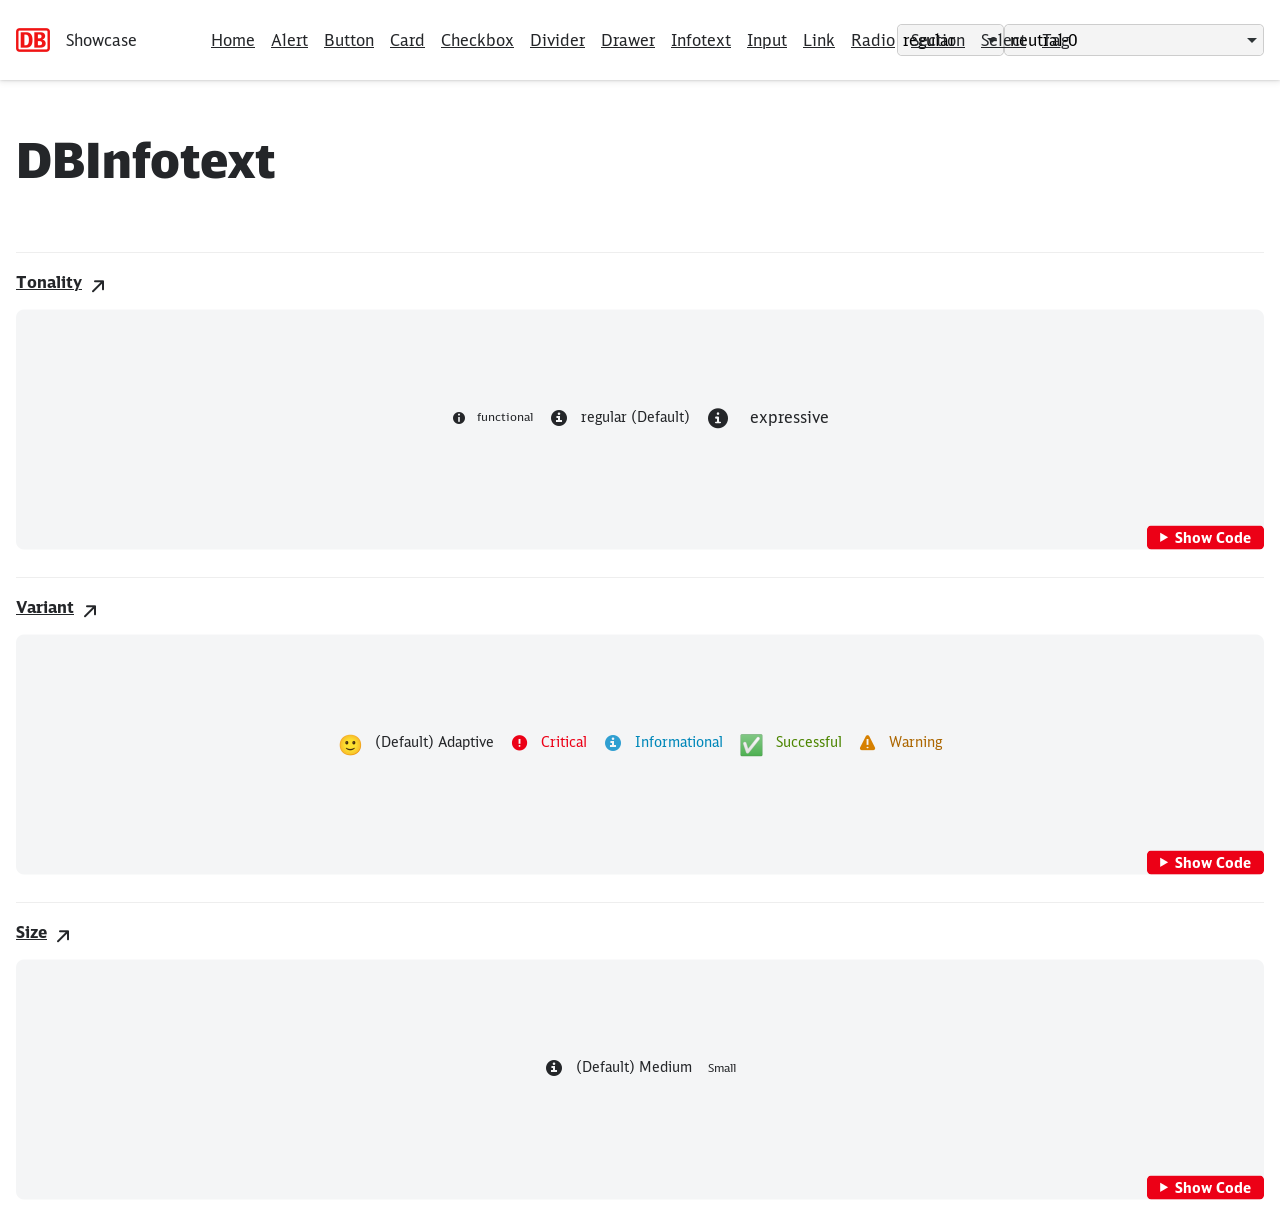 DB Showcase Home Alert Button Card Checkbox Divider Drawer Infotext Input Link Radio Section Select Tag regular neutral-0
DBInfotext
Tonality
functional regular (Default) expressive
Show Code
Variant
(Default) Adaptive Critical Informational Successful Warning
Show Code
Size
(Default) Medium Small
Show Code